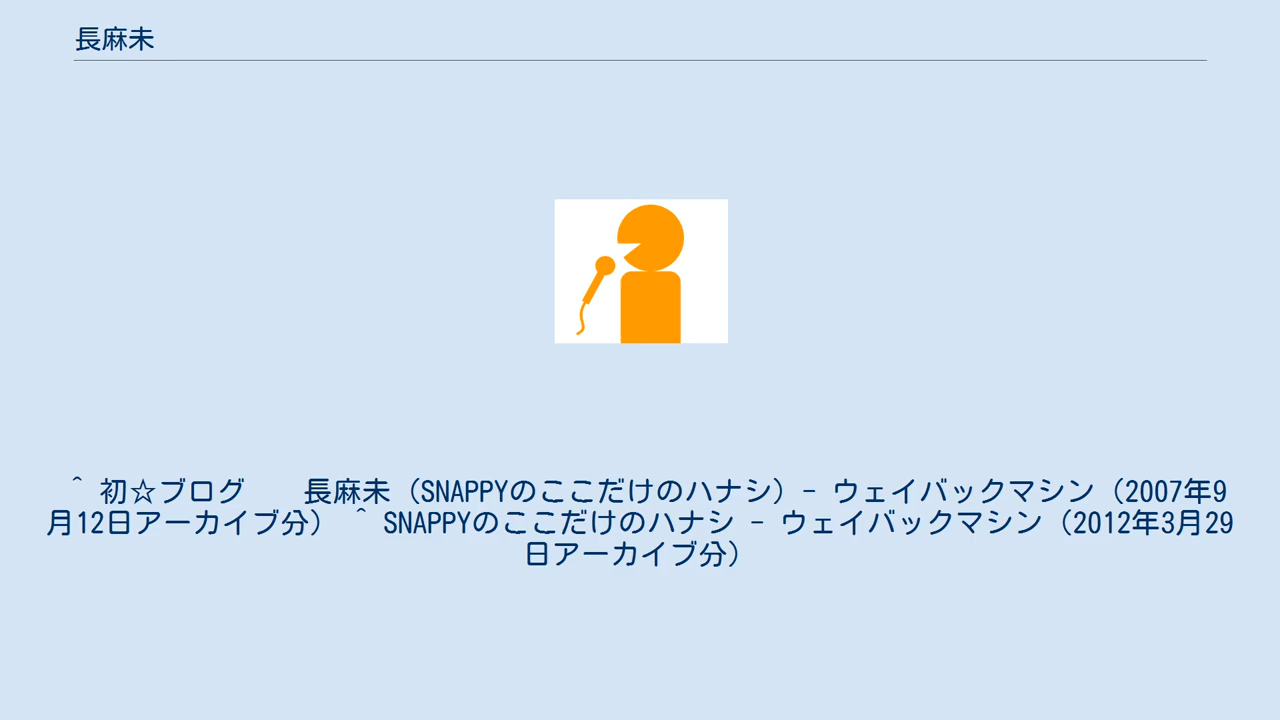 長麻未
^ 初☆ブログ　　長麻未（SNAPPYのここだけのハナシ）- ウェイバックマシン（2007年9
月12日アーカイブ分） ^ SNAPPYのここだけのハナシ - ウェイバックマシン（2012年3月29
日アーカイブ分）